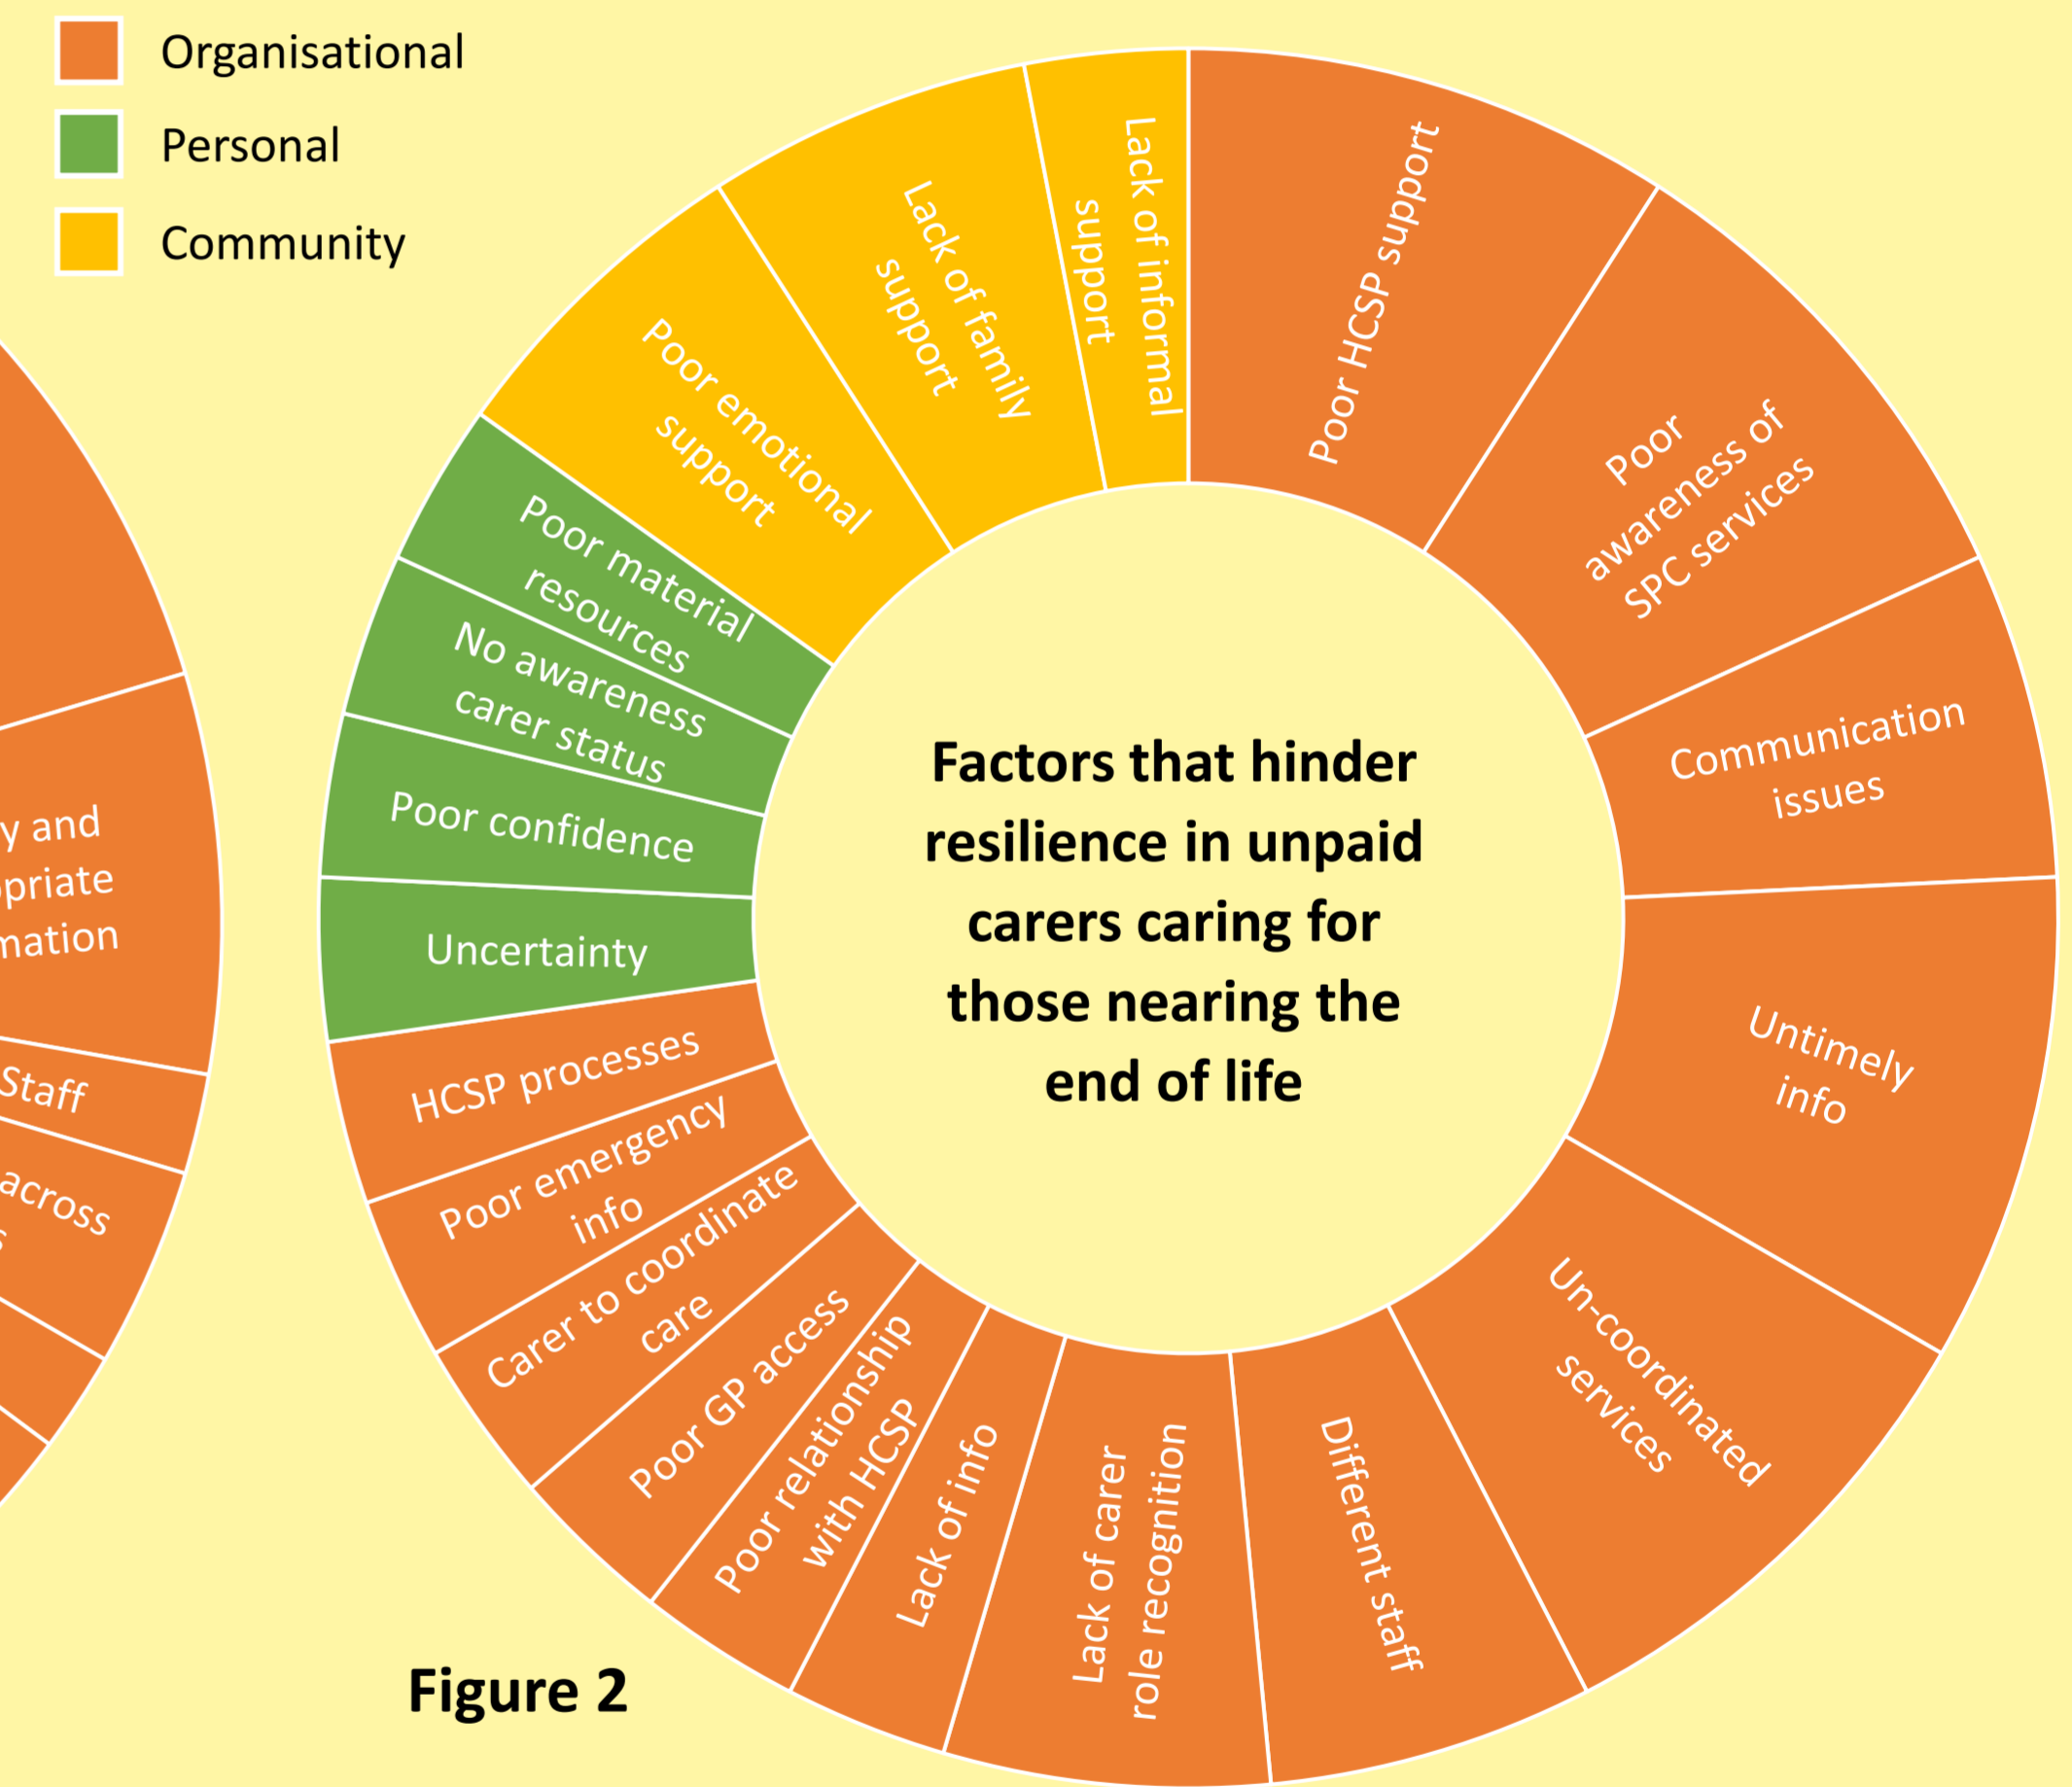 Organisational
Personal
Community
Poor HCSP support
Poor
awareness of
SPC services
Communication
issues
Untimely
info
Un-coordinated
services
Different staff
Lack of carer
role recognition
Lack of info
Poor relationship
with HCSP
Poor GP access
Carer to coordinate
care
Poor emergency
info
HCSP processes
Uncertainty
Poor confidence
No awareness
carer status
Poor material
resources
Poor emotional
support
Lack of family
support
Lack of informal
support
Factors that hinder
resilience in unpaid
carers caring for
those nearing the
end of life
and
Staff
across
Figure 2